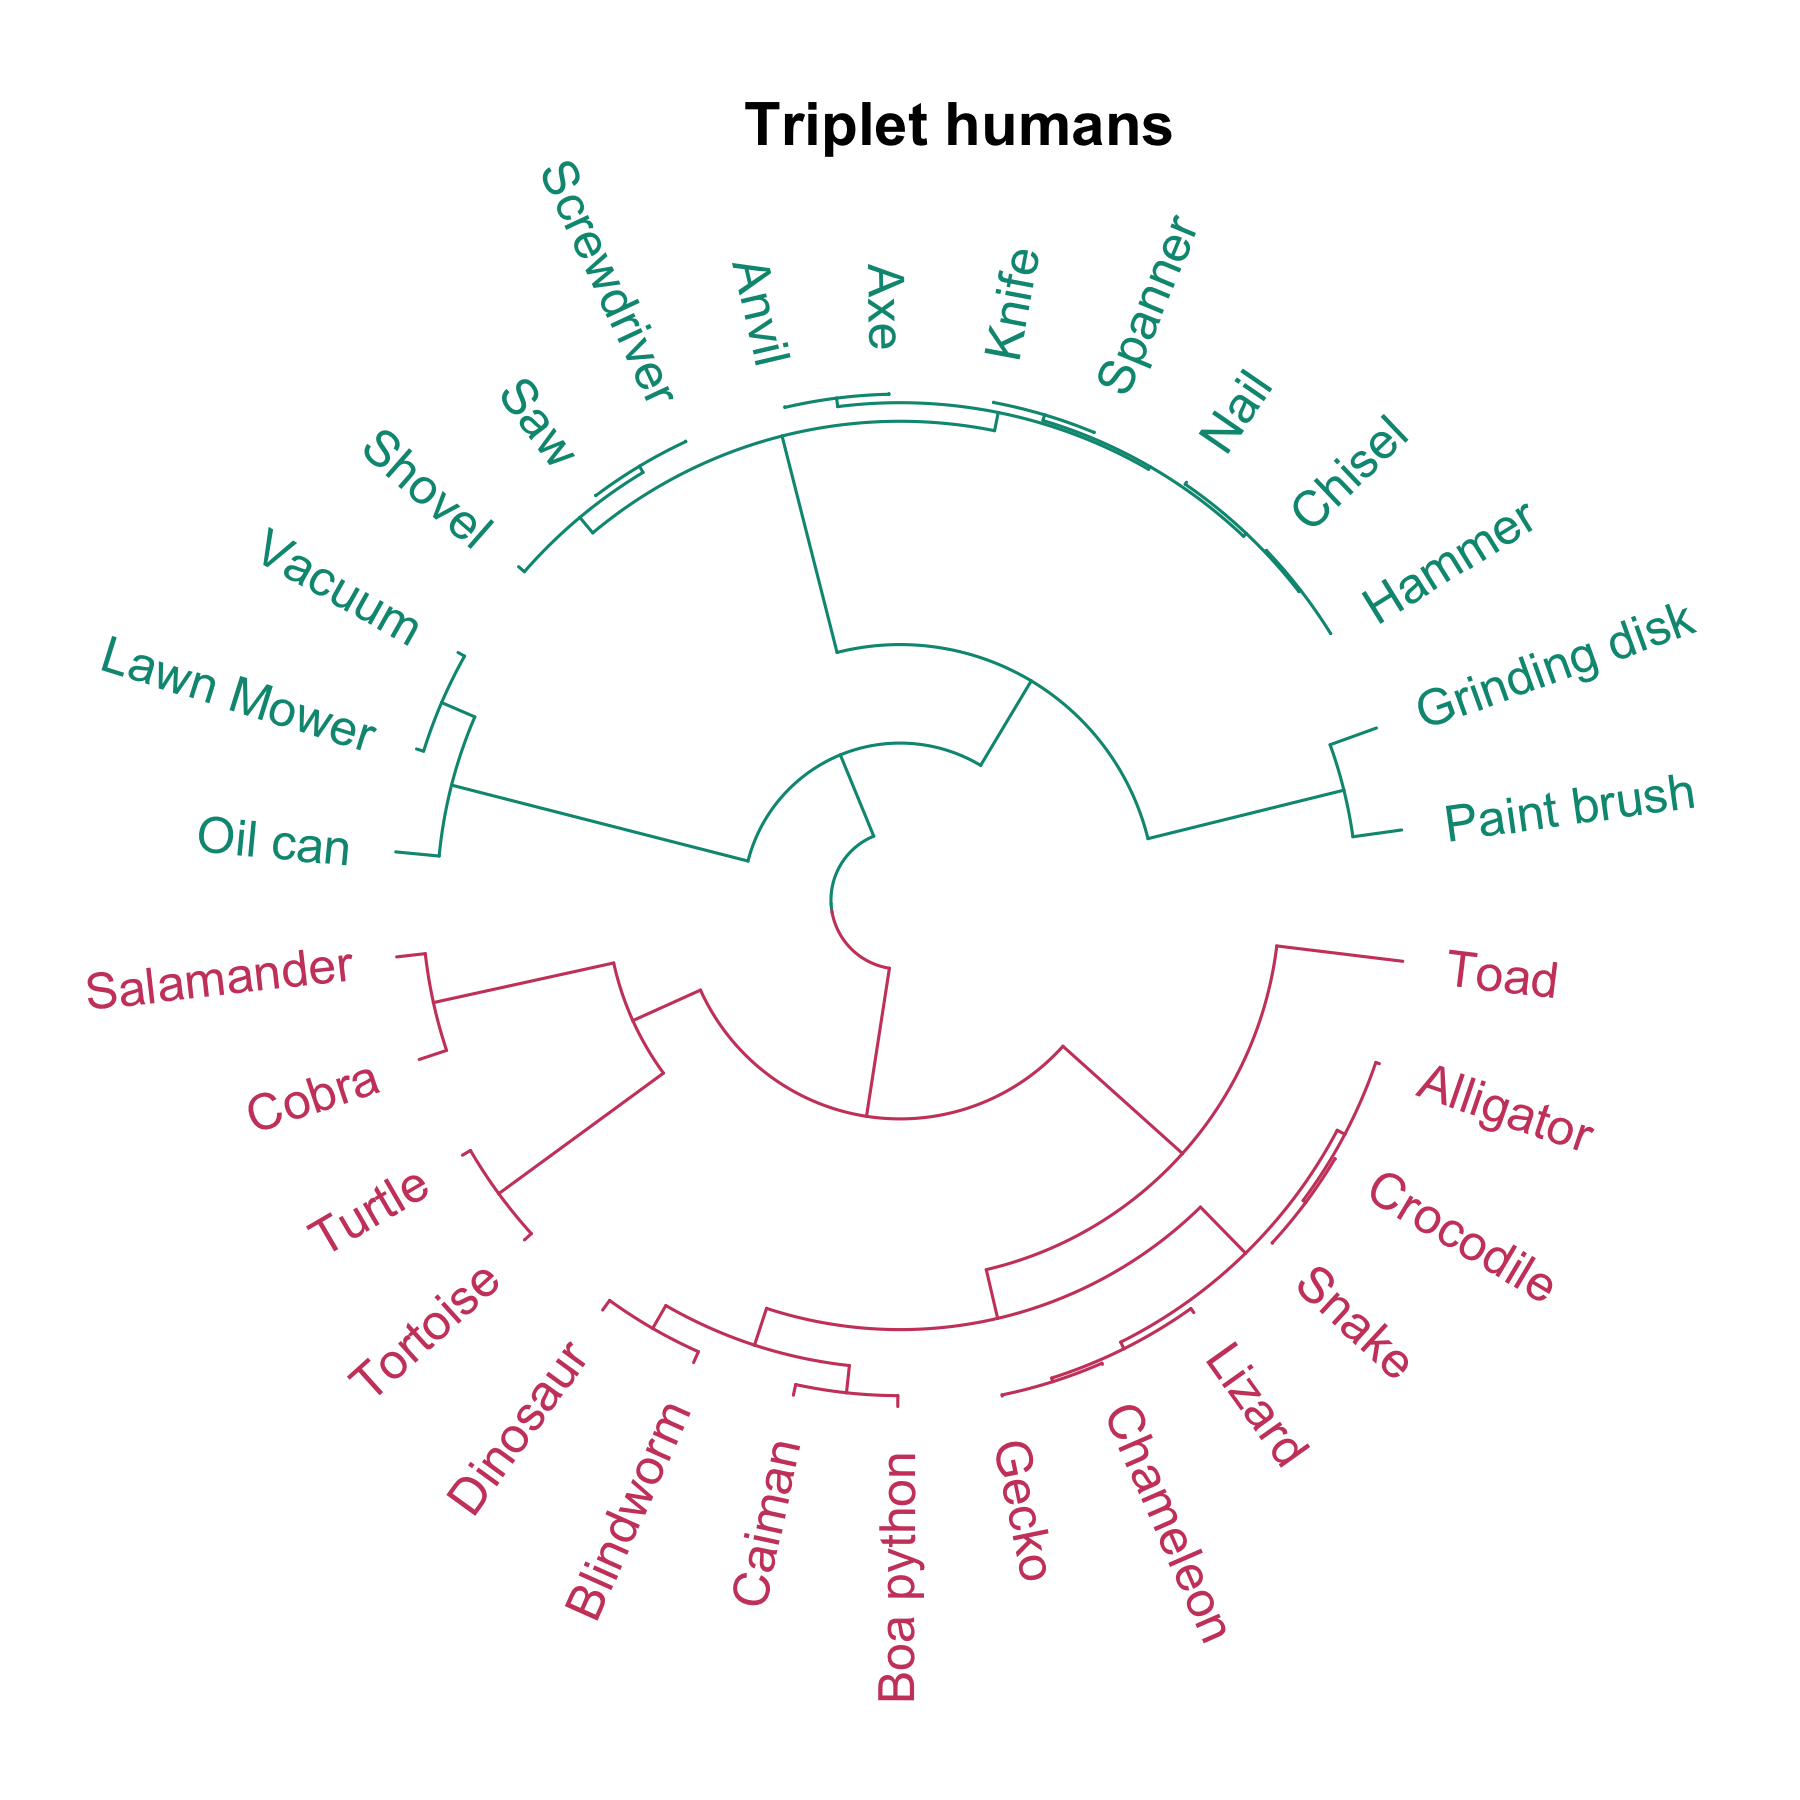 Triplet humans
Screwdriver
Anvil
Axe
Knife
Spanner
Nail
Chisel
Hammer
Grinding disk
Paint brush
Toad
Alligator
Crocodile
Snake
Lizard
Chameleon
Gecko
Boa python
Caiman
Blindworm
Dinosaur
Tortoise
Turtle
Cobra
Salamander
Oil can
Lawn Mower
Vacuum
Shovel
Saw